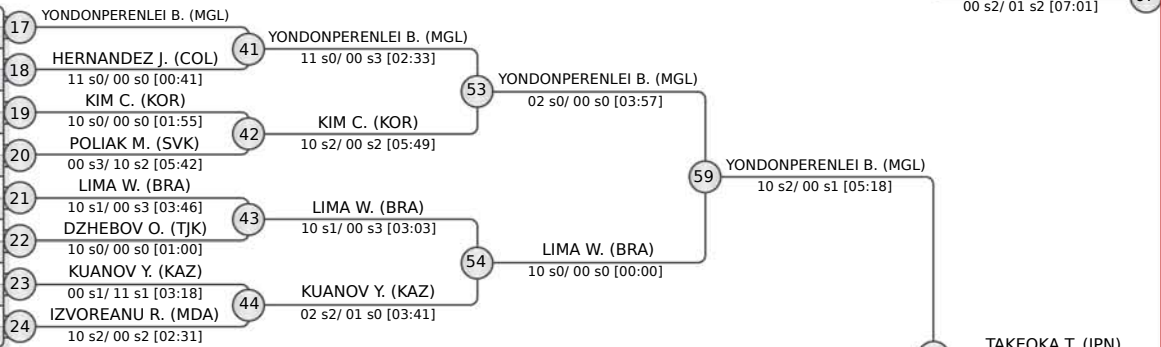 00 s2/ 01 s2 [07:01]
17
YONDONPERENLEI B. (MGL)
18
HERNANDEZ J. (COL)
11 s0/ 00 s0 [00:41]
41
YONDONPERENLEI B. (MGL)
11 s0/ 00 s3 [02:33]
19
KIM C. (KOR)
10 s0/ 00 s0 [01:55]
20
POLIAK M. (SVK)
00 s3/ 10 s2 [05:42]
42
KIM C. (KOR)
10 s2/ 00 s2 [05:49]
53
YONDONPERENLEI B. (MGL)
02 s0/ 00 s0 [03:57]
21
LIMA W. (BRA)
10 s1/ 00 s3 [03:46]
22
DZHEBOV O. (TJK)
10 s0/ 00 s0 [01:00]
43
LIMA W. (BRA)
10 s1/ 00 s3 [03:03]
23
KUANOV Y. (KAZ)
00 s1/ 11 s1 [03:18]
24
IZVOREANU R. (MDA)
10 s2/ 00 s2 [02:31]
44
KUANOV Y. (KAZ)
02 s2/ 01 s0 [03:41]
54
LIMA W. (BRA)
10 s0/ 00 s0 [00:00]
59
YONDONPERENLEI B. (MGL)
10 s2/ 00 s1 [05:18]
TAKEOKA T. (JPN)